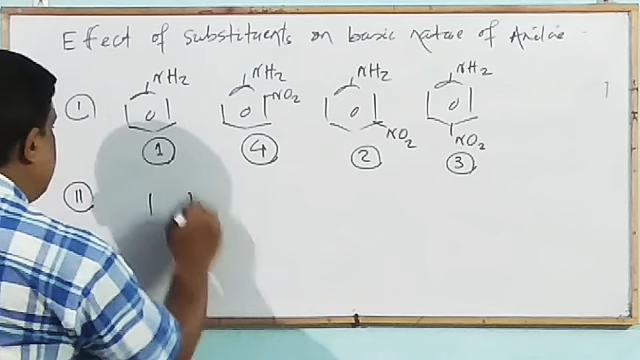 Effect of substituents on basic nature of Aniline
I NH2 NH2 NO2 NH2 NO2 NH2 NO2
1 4 2 3
II